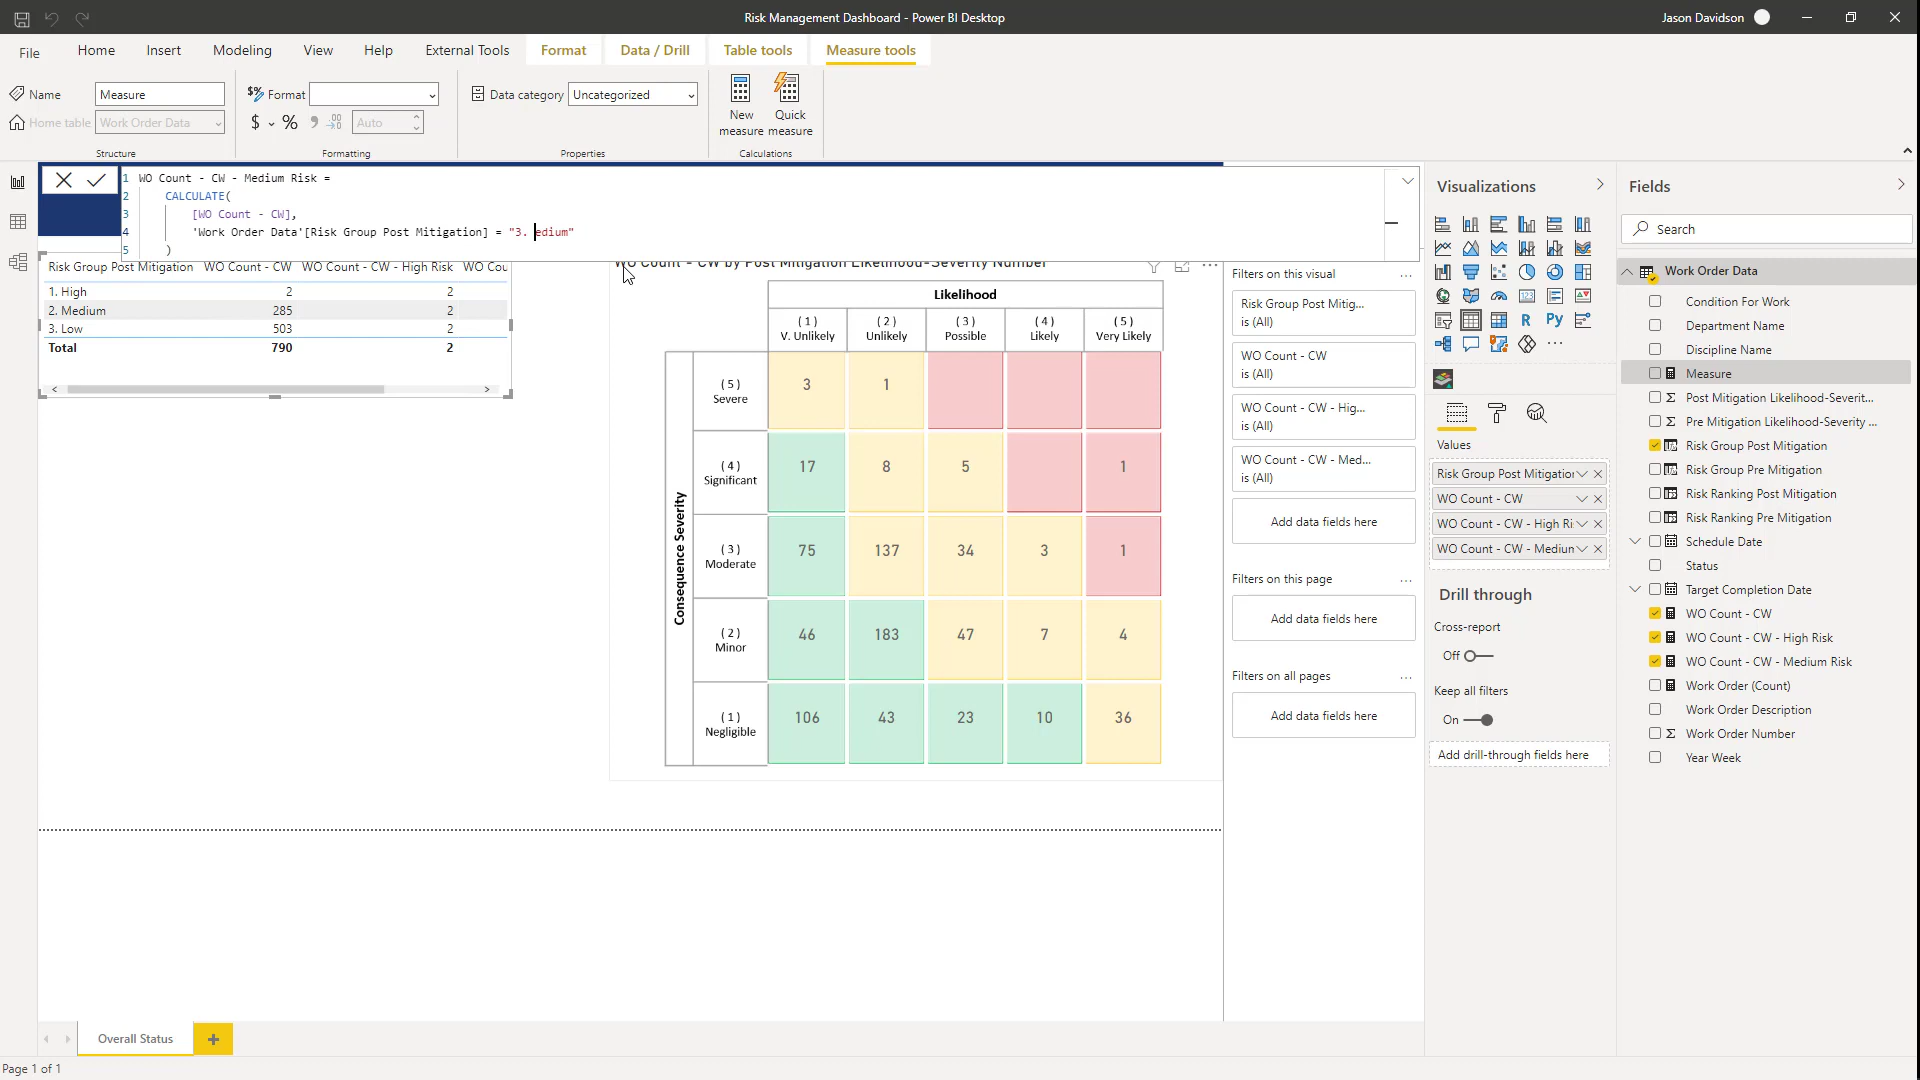 Risk Management Dashboard - Power BI Desktop
Jason Davidson
File Home Insert Modeling View Help External Tools Format Data / Drill Table tools Measure tools
Name Measure
Home table Work Order Data
Structure
Format
$ % Auto
Formatting
Data category Uncategorized
Properties
New measure
Quick measure
Calculations
1 WO Count - CW - Medium Risk =
2 CALCULATE(
3 [WO Count - CW],
4 'Work Order Data'[Risk Group Post Mitigation] = "3. edium"
5 )
Risk Group Post Mitigation WO Count - CW WO Count - CW - High Risk WO Cou
1. High 2 2
2. Medium 285 2
3. Low 503 2
Total 790 2
WO Count - CW by Post Mitigation Likelihood-Severity Number
Likelihood
( 1 ) ( 2 ) ( 3 ) ( 4 ) ( 5 )
V. Unlikely Unlikely Possible Likely Very Likely
Consequence Severity
( 5 ) Severe 3 1
( 4 ) Significant 17 8 5 1
( 3 ) Moderate 75 137 34 3 1
( 2 ) Minor 46 183 47 7 4
( 1 ) Negligible 106 43 23 10 36
Filters on this visual ...
Risk Group Post Mitig...
is (All)
WO Count - CW
is (All)
WO Count - CW - Hig...
is (All)
WO Count - CW - Med...
is (All)
Add data fields here
Filters on this page ...
Add data fields here
Filters on all pages ...
Add data fields here
Visualizations
R Py
...
Values
Risk Group Post Mitigation
WO Count - CW
WO Count - CW - High Ri
WO Count - CW - Medium
Drill through
Cross-report
Off
Keep all filters
On
Add drill-through fields here
Fields
Search
Work Order Data
Condition For Work
Department Name
Discipline Name
Measure
Post Mitigation Likelihood-Severit...
Pre Mitigation Likelihood-Severity ...
Risk Group Post Mitigation
Risk Group Pre Mitigation
Risk Ranking Post Mitigation
Risk Ranking Pre Mitigation
Schedule Date
Status
Target Completion Date
WO Count - CW
WO Count - CW - High Risk
WO Count - CW - Medium Risk
Work Order (Count)
Work Order Description
Work Order Number
Year Week
Overall Status
Page 1 of 1